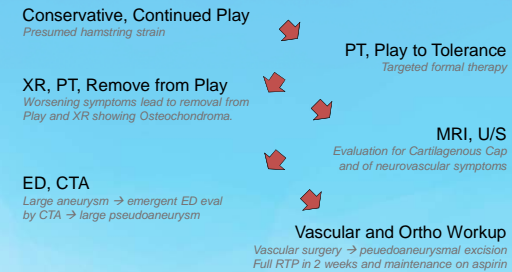 Conservative, Continued Play
Presumed hamstring strain
PT, Play to Tolerance
Targeted formal therapy
XR, PT, Remove from Play
Worsening symptoms lead to removal from
Play and XR showing Osteochondroma.
MRI, U/S
Evaluation for Cartilagenous Cap
and of neurovascular symptoms
ED, CTA
Large aneurysm → emergent ED eval
by CTA → large pseudoaneurysm
Vascular and Ortho Workup
Vascular surgery → peuedoaneurysmal excision
Full RTP in 2 weeks and maintenance on aspirin